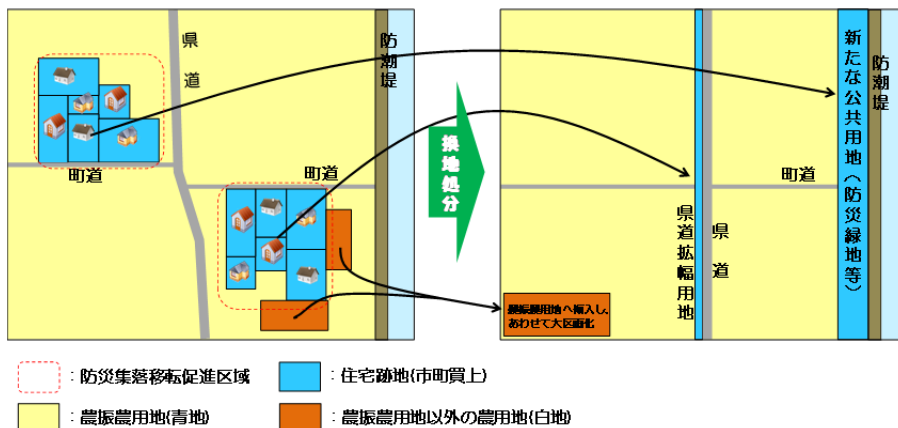 県道
防潮堤
町道
町道
換地処分
新たな公共用地(防災緑地等)
防潮堤
町道
県道拡幅用地
県道
農振農用地へ編入し、
あわせて大区画化
:防災集落移転促進区域
:住宅跡地(市町買上)
:農振農用地(青地)
:農振農用地以外の農用地(白地)